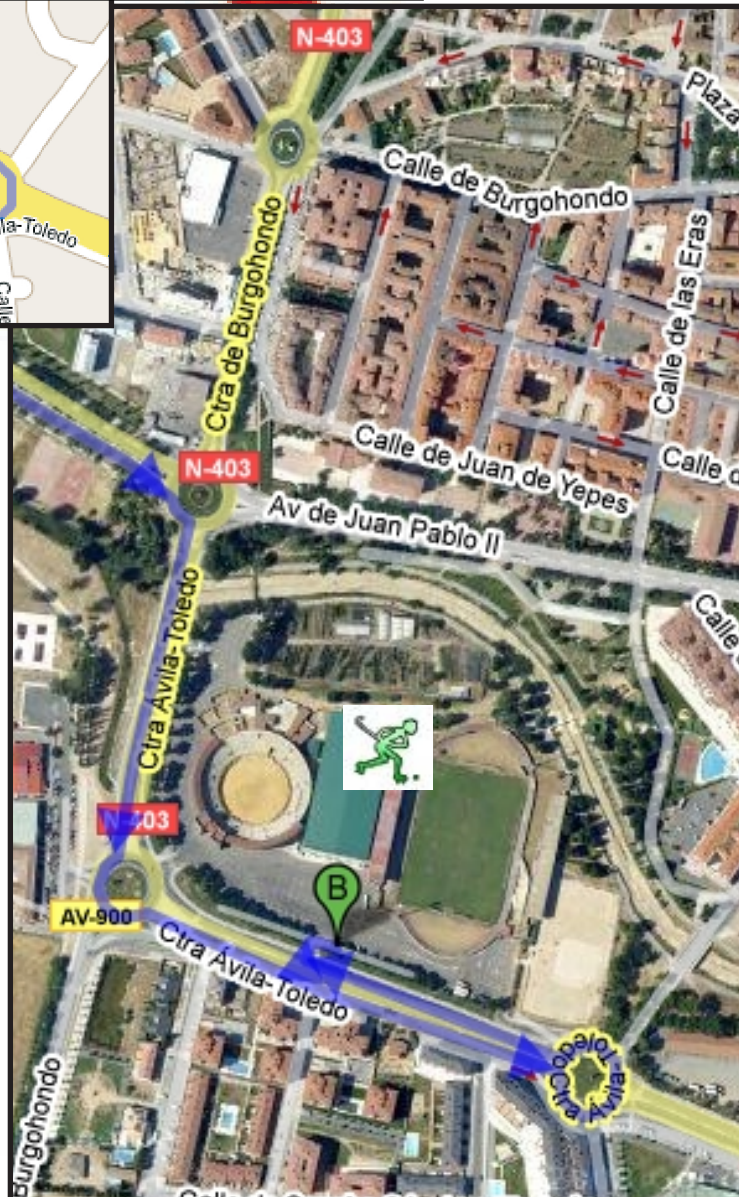 N-403
Plaza
Calle de Burgohondo
la-Toledo
Calle
Ctra de Burgohondo
Calle de las Eras
Calle de Juan de Yepes
Calle d
N-403
Av de Juan Pablo II
Ctra Ávila-Toledo
Calle
N-403
B
AV-900
Ctra Ávila-Toledo
Ctra Ávila-Toledo
Burgohondo